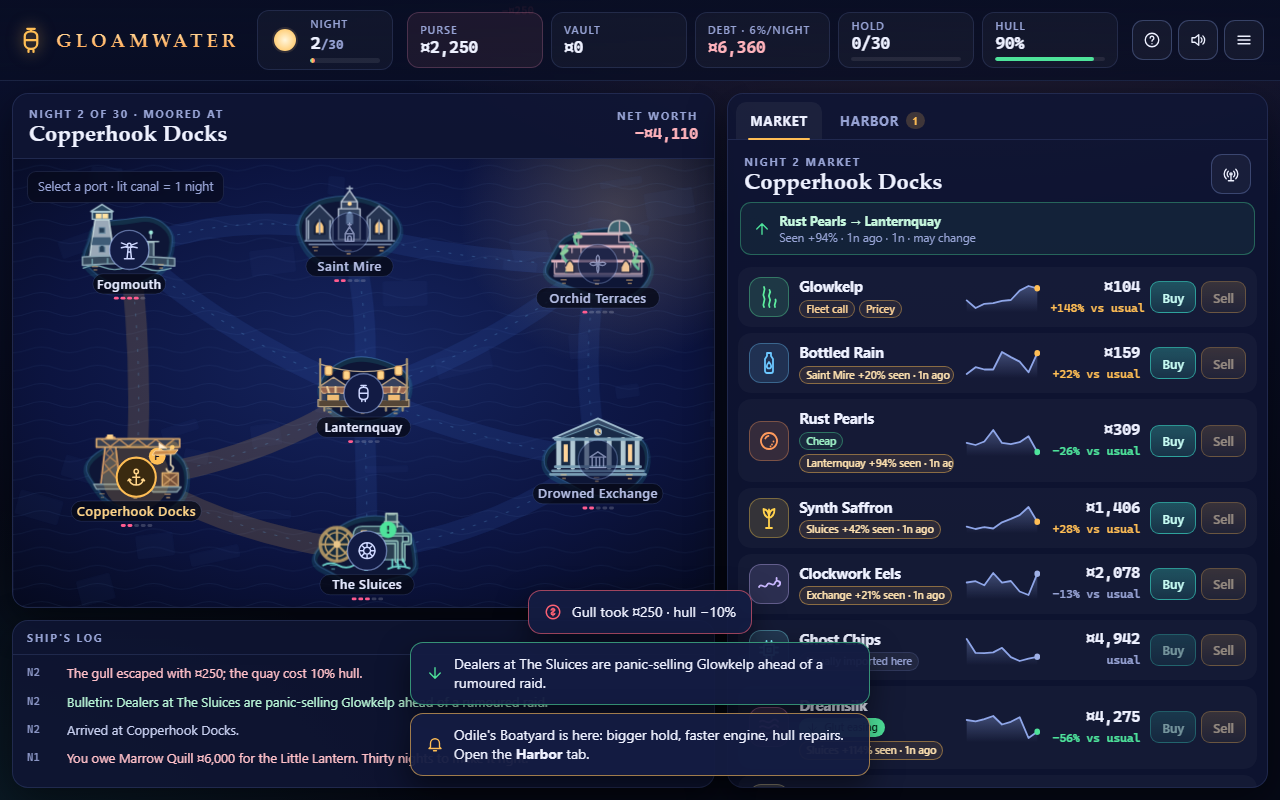 GLOAMWATER
NIGHT
2/30
PURSE
¤2,250
VAULT
¤0
DEBT · 6%/NIGHT
¤6,360
HOLD
0/30
HULL
90%
NIGHT 2 OF 30 · MOORED AT
Copperhook Docks
NET WORTH
−¤4,110
Select a port · lit canal = 1 night
Fogmouth
Saint Mire
Orchid Terraces
Lanternquay
Copperhook Docks
Drowned Exchange
The Sluices
SHIP'S LOG
N2 The gull escaped with ¤250; the quay cost 10% hull.
N2 Bulletin: Dealers at The Sluices are panic-selling Glowkelp ahead of a rumoured raid.
N2 Arrived at Copperhook Docks.
N1 You owe Marrow Quill ¤6,000 for the Little Lantern. Thirty
MARKET
HARBOR 1
NIGHT 2 MARKET
Copperhook Docks
Rust Pearls → Lanternquay
Seen +94% · 1n ago · 1n · may change
Glowkelp
Fleet call Pricey
¤104
+148% vs usual
Buy Sell
Bottled Rain
Saint Mire +20% seen · 1n ago
¤159
+22% vs usual
Buy Sell
Rust Pearls
Cheap
Lanternquay +94% seen · 1n ag
¤309
−26% vs usual
Buy Sell
Synth Saffron
Sluices +42% seen · 1n ago
¤1,406
+28% vs usual
Buy Sell
Clockwork Eels
Exchange +21% seen · 1n ago
¤2,078
−13% vs usual
Buy Sell
Ghost Chips
here
¤4,942
usual
Buy Sell
Dreamsilk
seen · 1n ago
¤4,275
−56% vs usual
Buy Sell
Gull took ¤250 · hull −10%
Dealers at The Sluices are panic-selling Glowkelp ahead of a
rumoured raid.
Odile's Boatyard is here: bigger hold, faster engine, hull repairs.
Open the Harbor tab.